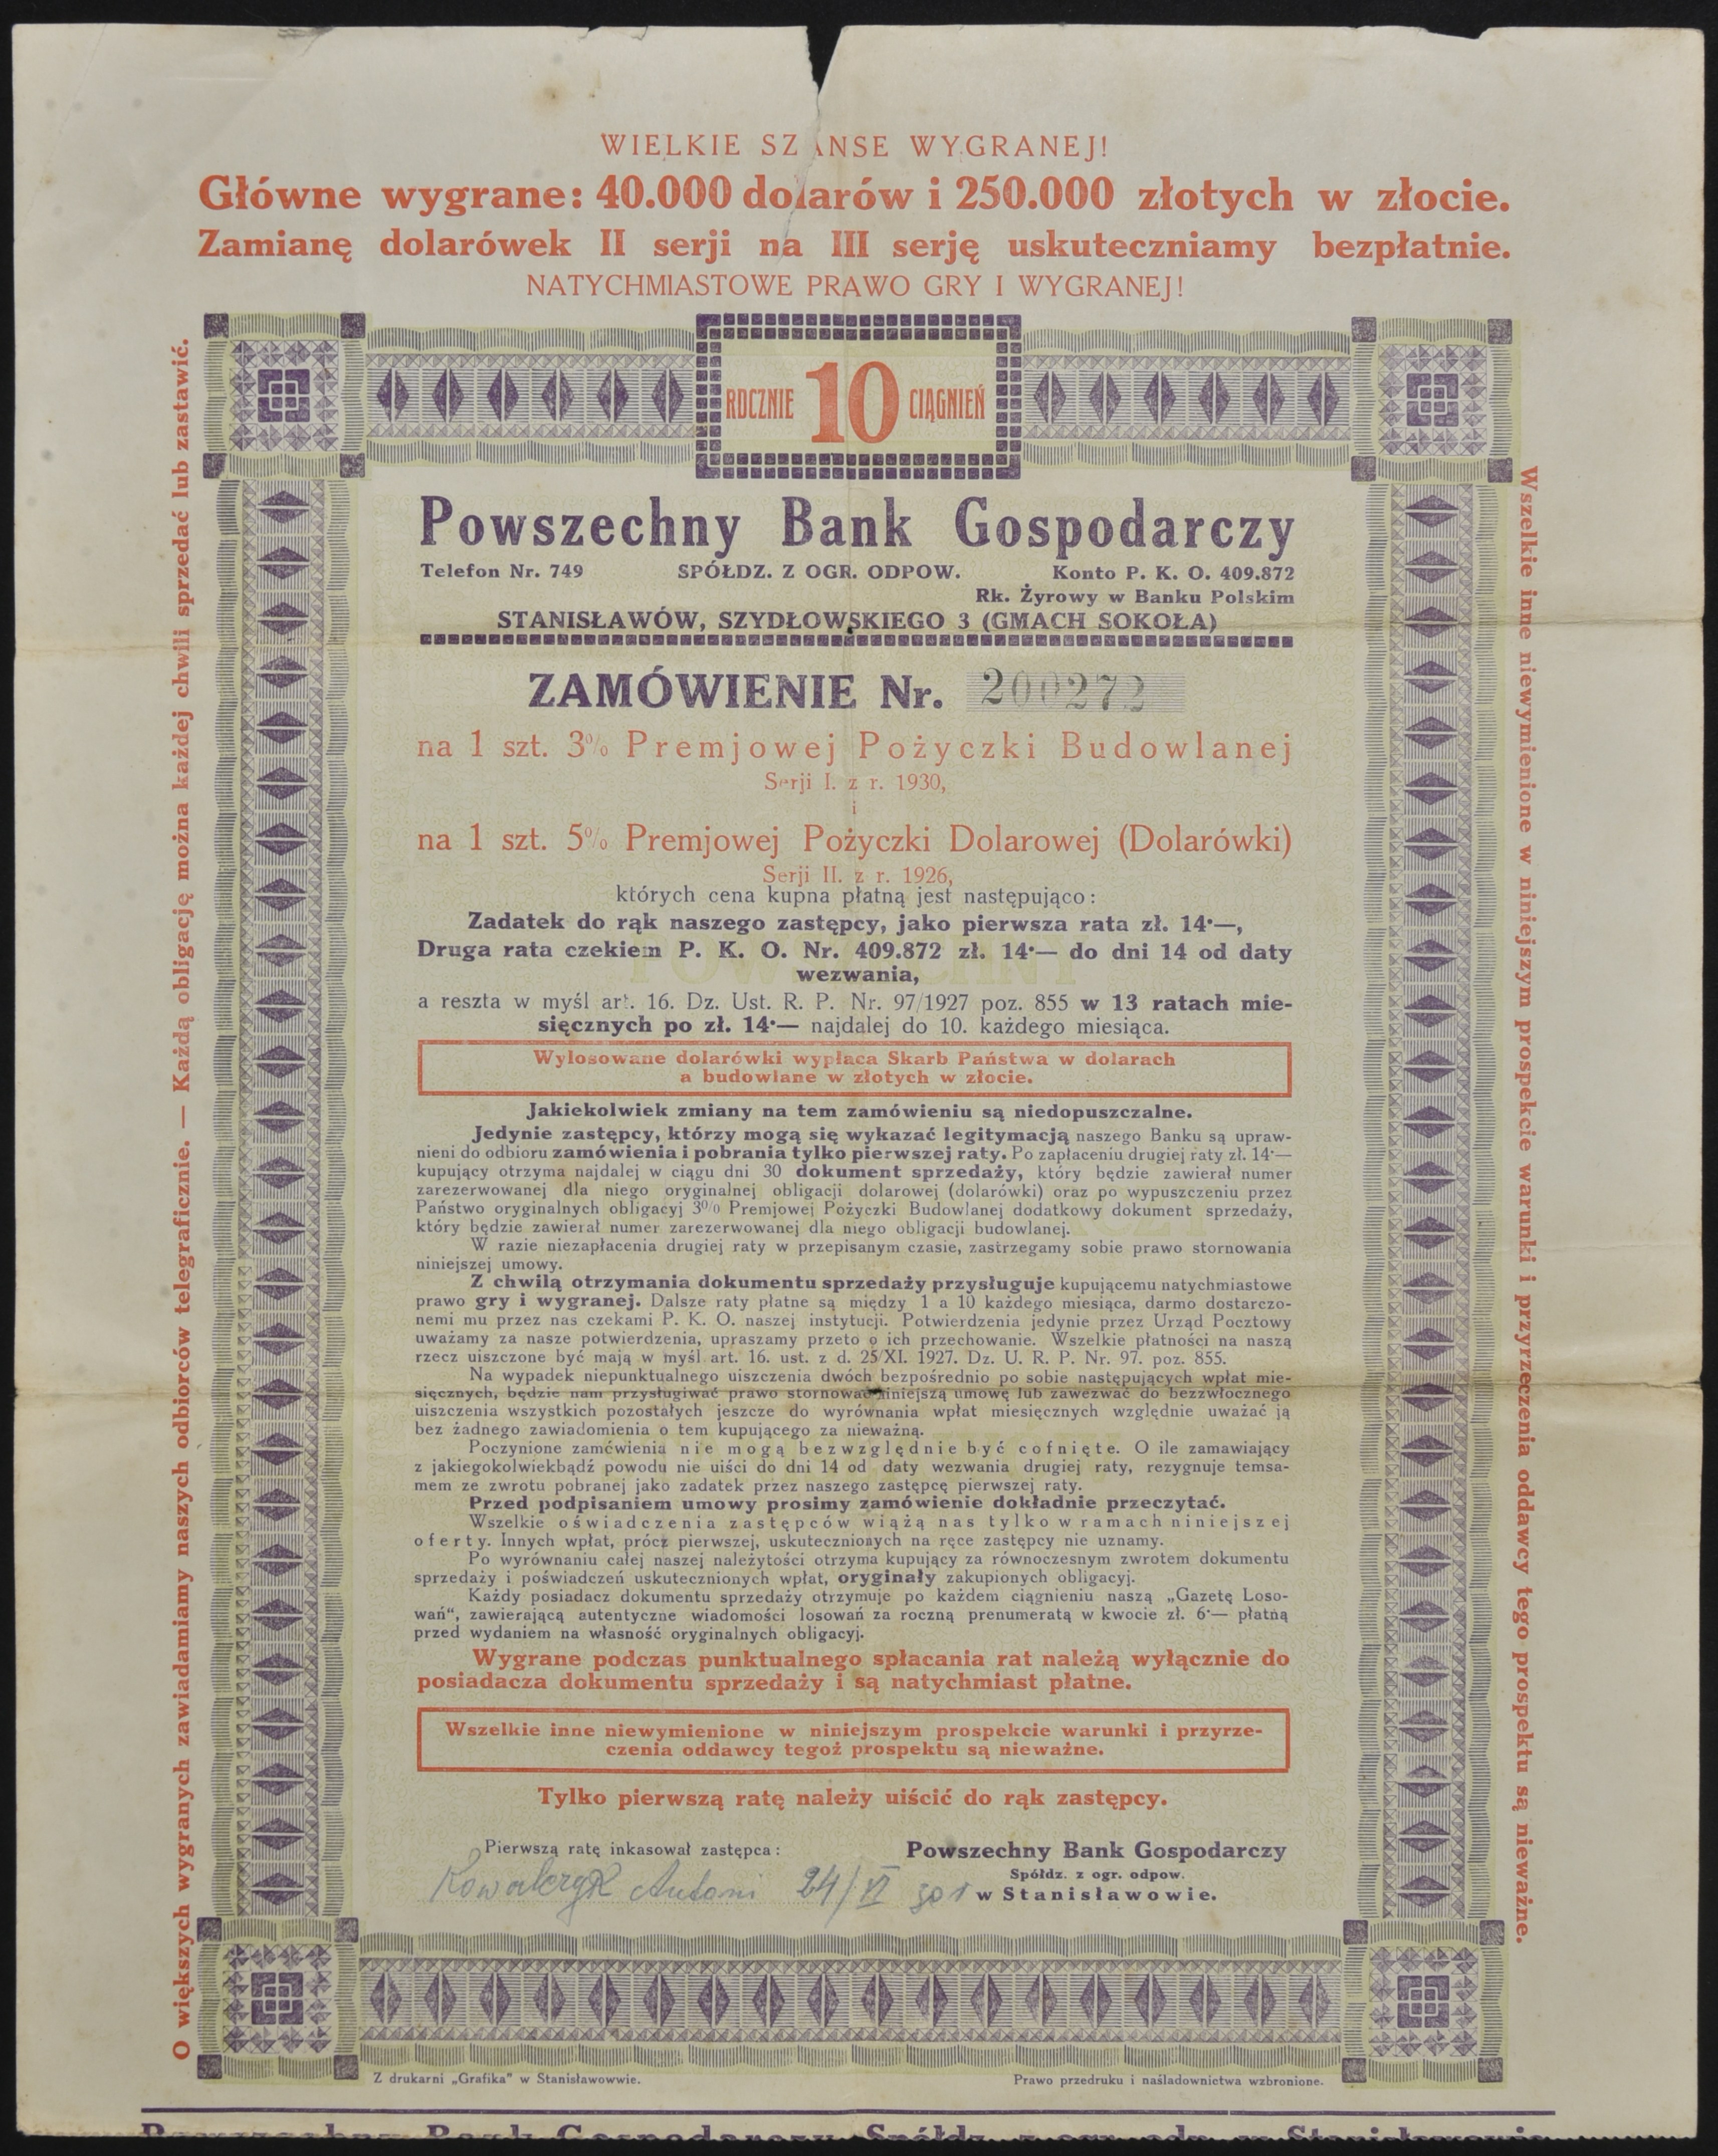 WIELKIE SZANSE WYGRANEJ!
Główne wygrane: 40.000 dolarów i 250.000 złotych w złocie.
Zamianę dolarówek II serji na III serję uskuteczniamy bezpłatnie.
NATYCHMIASTOWE PRAWO GRY I WYGRANEJ!
ROCZNIE 10 CIĄGNIEŃ
O większych wygranych zawiadamiamy naszych odbiorców telegraficznie. — Każdą obligację można każdej chwili sprzedać lub zastawić.
Wszelkie inne niewymienione w niniejszym prospekcie warunki i przyrzeczenia oddawcy tego prospektu są nieważne.
Powszechny Bank Gospodarczy
Telefon Nr. 749 SPÓŁDZ. Z OGR. ODPOW. Konto P. K. O. 409.872
Rk. Żyrowy w Banku Polskim
STANISŁAWÓW, SZYDŁOWSKIEGO 3 (GMACH SOKOŁA)
ZAMÓWIENIE Nr. 200272
na 1 szt. 3% Premjowej Pożyczki Budowlanej
Serji I. z r. 1930,
i
na 1 szt. 5% Premjowej Pożyczki Dolarowej (Dolarówki)
Serji II. z r. 1926,
których cena kupna płatną jest następująco:
Zadatek do rąk naszego zastępcy, jako pierwsza rata zł. 14·—,
Druga rata czekiem P. K. O. Nr. 409.872 zł. 14·— do dni 14 od daty
wezwania,
a reszta w myśl art. 16. Dz. Ust. R. P. Nr. 97/1927 poz. 855 w 13 ratach mie-
sięcznych po zł. 14·— najdalej do 10. każdego miesiąca.
Wylosowane dolarówki wypłaca Skarb Państwa w dolarach
a budowlane w złotych w złocie.
Jakiekolwiek zmiany na tem zamówieniu są niedopuszczalne.
Jedynie zastępcy, którzy mogą się wykazać legitymacją naszego Banku są upraw-
nieni do odbioru zamówienia i pobrania tylko pierwszej raty. Po zapłaceniu drugiej raty zł. 14·—
kupujący otrzyma najdalej w ciągu dni 30 dokument sprzedaży, który będzie zawierał numer
zarezerwowanej dla niego oryginalnej obligacji dolarowej (dolarówki) oraz po wypuszczeniu przez
Państwo oryginalnych obligacyj 3% Premjowej Pożyczki Budowlanej dodatkowy dokument sprzedaży,
który będzie zawierał numer zarezerwowanej dla niego obligacji budowlanej.
W razie niezapłacenia drugiej raty w przepisanym czasie, zastrzegamy sobie prawo stornowania
niniejszej umowy.
Z chwilą otrzymania dokumentu sprzedaży przysługuje kupującemu natychmiastowe
prawo gry i wygranej. Dalsze raty płatne są między 1 a 10 każdego miesiąca, darmo dostarczo-
nemi mu przez nas czekami P. K. O. naszej instytucji. Potwierdzenia jedynie przez Urząd Pocztowy
uważamy za nasze potwierdzenia, upraszamy przeto o ich przechowanie. Wszelkie płatności na naszą
rzecz uiszczone być mają w myśl art. 16. ust. z d. 25/XI. 1927. Dz. U. R. P. Nr. 97. poz. 855.
Na wypadek niepunktualnego uiszczenia dwóch bezpośrednio po sobie następujących wpłat mie-
sięcznych, będzie nam przysługiwać prawo stornować niniejszą umowę lub zawezwać do bezzwłocznego
uiszczenia wszystkich pozostałych jeszcze do wyrównania wpłat miesięcznych względnie uważać ją
bez żadnego zawiadomienia o tem kupującego za nieważną.
Poczynione zamówienia nie mogą bezwzględnie być cofnięte. O ile zamawiający
z jakiegokolwiekbądź powodu nie uiści do dni 14 od daty wezwania drugiej raty, rezygnuje temsa-
mem ze zwrotu pobranej jako zadatek przez naszego zastępcę pierwszej raty.
Przed podpisaniem umowy prosimy zamówienie dokładnie przeczytać.
Wszelkie oświadczenia zastępców wiążą nas tylko w ramach niniejszej
oferty. Innych wpłat, prócz pierwszej, uskutecznionych na ręce zastępcy nie uznamy.
Po wyrównaniu całej naszej należytości otrzyma kupujący za równoczesnym zwrotem dokumentu
sprzedaży i poświadczeń uskutecznionych wpłat, oryginały zakupionych obligacyj.
Każdy posiadacz dokumentu sprzedaży otrzymuje po każdem ciągnieniu naszą „Gazetę Loso-
wań“, zawierającą autentyczne wiadomości losowań za roczną prenumeratą w kwocie zł. 6·— płatną
przed wydaniem na własność oryginalnych obligacyj.
Wygrane podczas punktualnego spłacania rat należą wyłącznie do
posiadacza dokumentu sprzedaży i są natychmiast płatne.
Wszelkie inne niewymienione w niniejszym prospekcie warunki i przyrze-
czenia oddawcy tegoż prospektu są nieważne.
Tylko pierwszą ratę należy uiścić do rąk zastępcy.
Pierwszą ratę inkasował zastępca:
Kowalczyk Antoni 24/VI 30
Powszechny Bank Gospodarczy
Spółdz. z ogr. odpow.
w Stanisławowie.
Z drukarni „Grafika” w Stanisławowwie.
Prawo przedruku i naśladownictwa wzbronione.
Powszechny Bank Gospodarczy Spółdz. z ogr. odp. w Stanisławowie